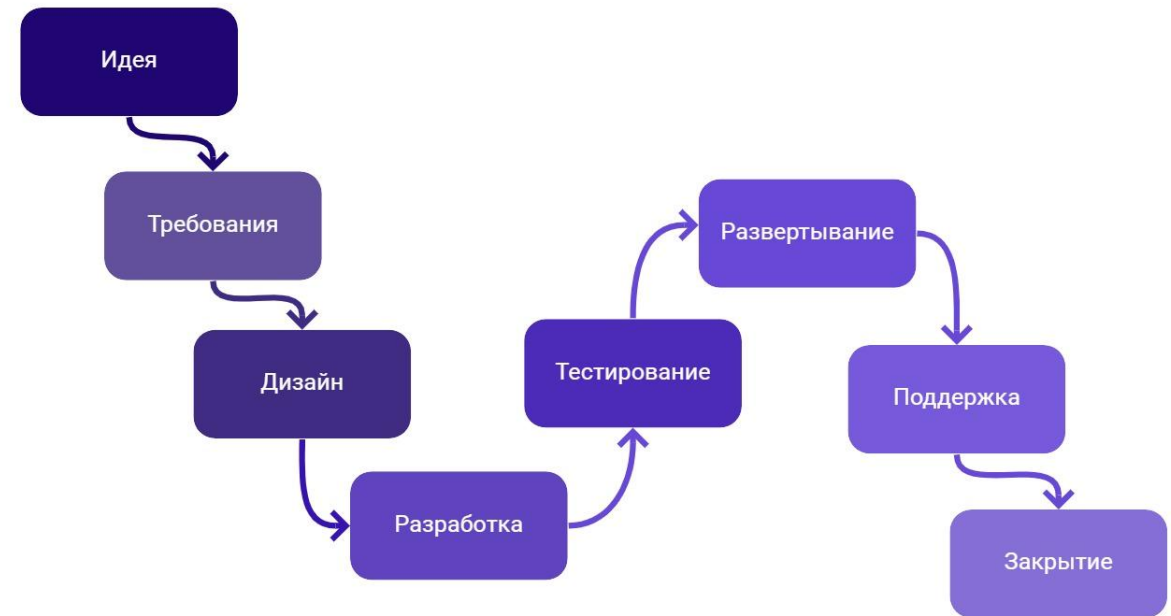 Идея
Требования
Дизайн
Разработка
Тестирование
Развертывание
Поддержка
Закрытие